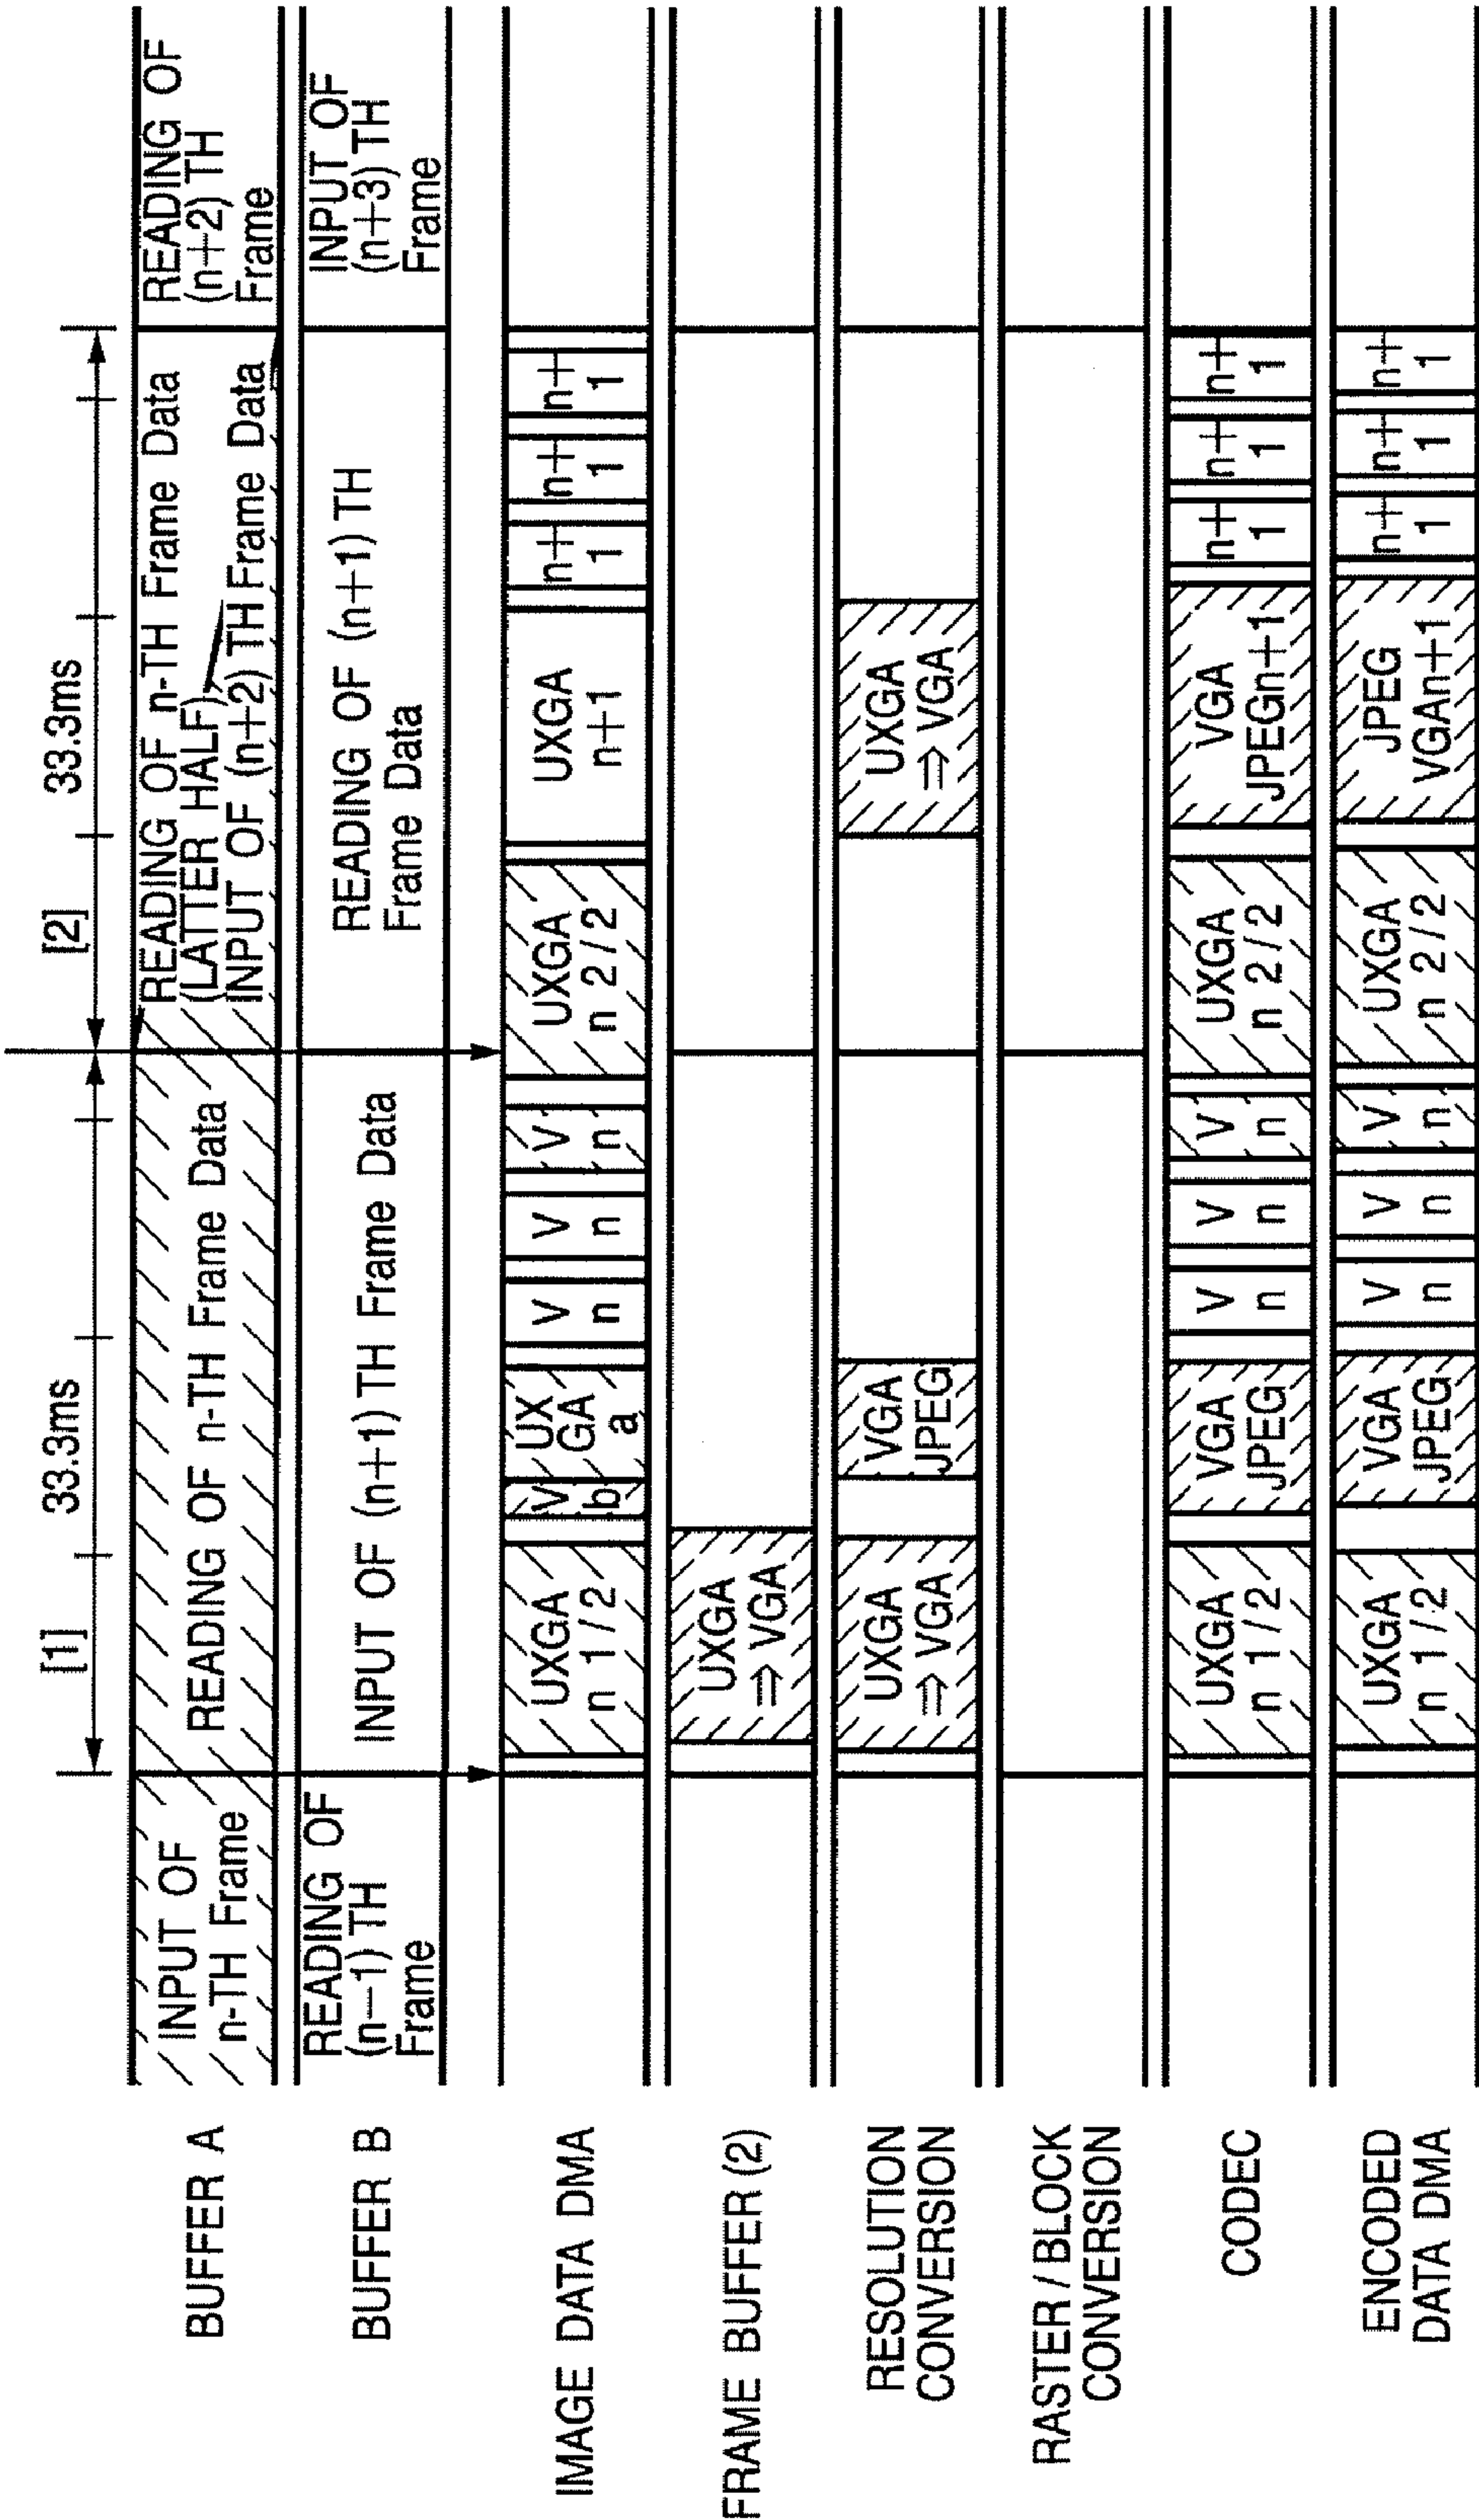 [1]
33.3ms
[2]
33.3ms
BUFFER A
INPUT OF
n-TH Frame
READING OF n-TH Frame Data
READING OF n-TH Frame Data
(LATTER HALF)
INPUT OF (n+2) TH Frame Data
READING OF
(n+2) TH
Frame
BUFFER B
READING OF
(n−1) TH
Frame
INPUT OF (n+1) TH Frame Data
READING OF (n+1) TH
Frame Data
INPUT OF
(n+3) TH
Frame
IMAGE DATA DMA
UXGA
n 1/2
V
b
UX
GA
a
V
n
V
n
V
n
UXGA
n 2/2
UXGA
n+1
n+
1
n+
1
n+
1
FRAME BUFFER (2)
UXGA
⇒ VGA
RESOLUTION
CONVERSION
UXGA
⇒ VGA
VGA
JPEG
UXGA
⇒ VGA
RASTER / BLOCK
CONVERSION
CODEC
UXGA
n 1/2
VGA
JPEG
V
n
V
n
V
n
UXGA
n 2/2
VGA
JPEGn+1
n+
1
n+
1
n+
1
ENCODED
DATA DMA
UXGA
n 1/2
VGA
JPEG
V
n
V
n
V
n
UXGA
n 2/2
JPEG
VGAn+1
n+
1
n+
1
n+
1